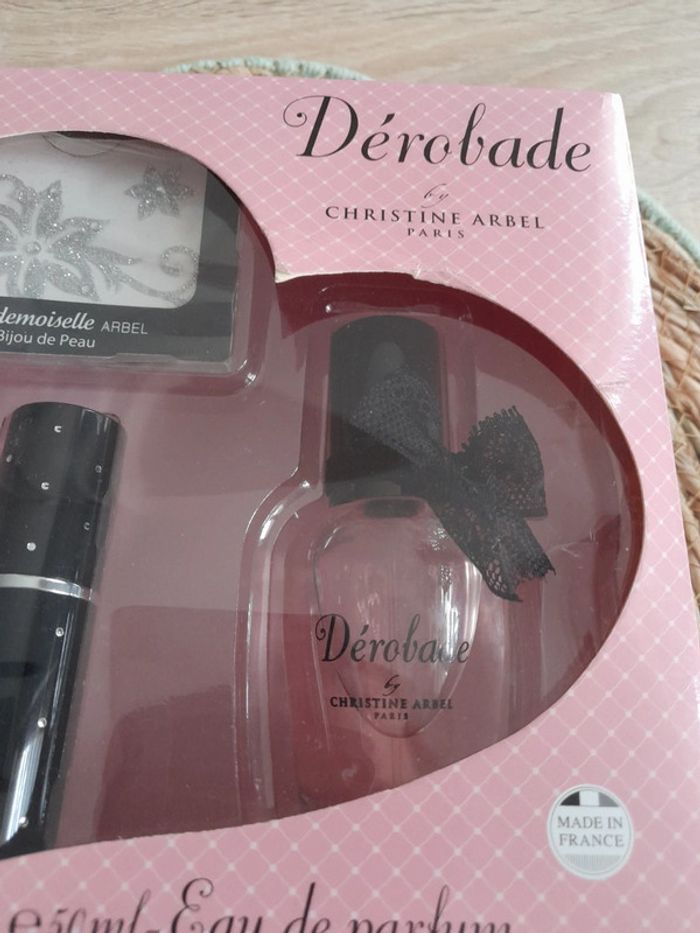 Dérobade
by
CHRISTINE ARBEL
PARIS
demoiselle ARBEL
Bijou de Peau
Dérobade
by
CHRISTINE ARBEL
PARIS
MADE IN
FRANCE
e 50ml - Eau de parfum